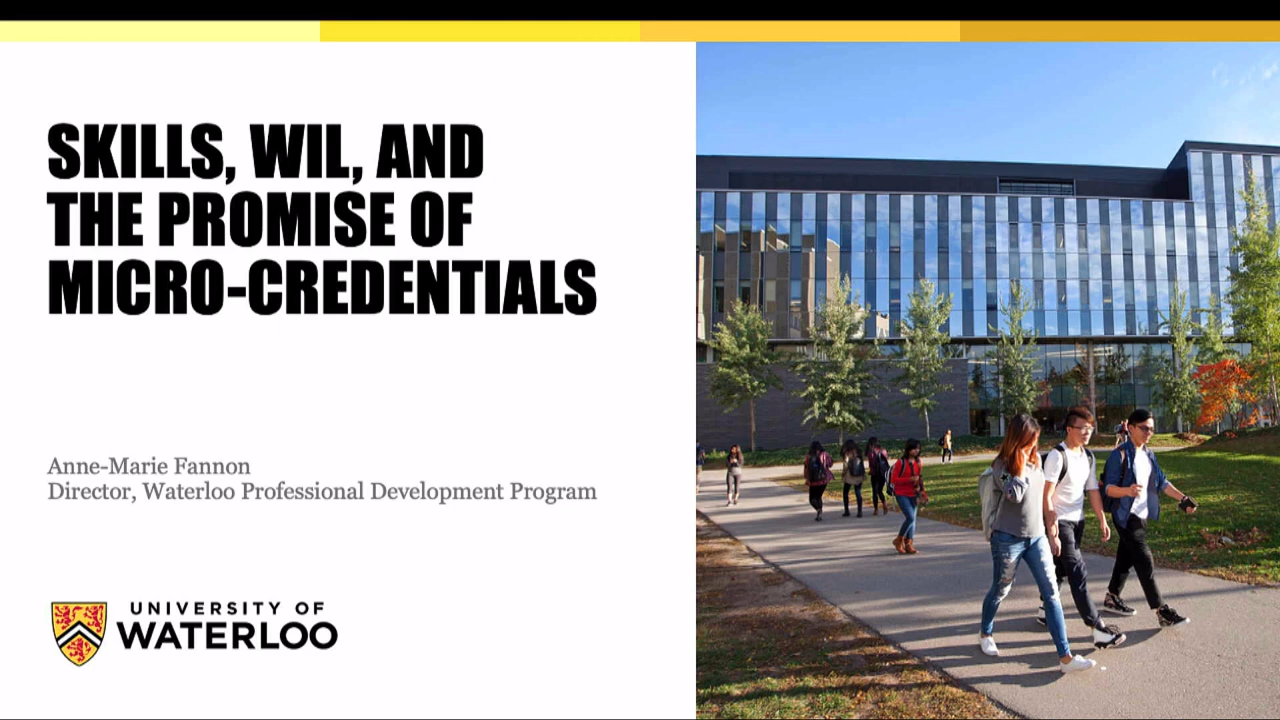 SKILLS, WIL, AND
THE PROMISE OF
MICRO-CREDENTIALS
Anne-Marie Fannon
Director, Waterloo Professional Development Program
UNIVERSITY OF
WATERLOO